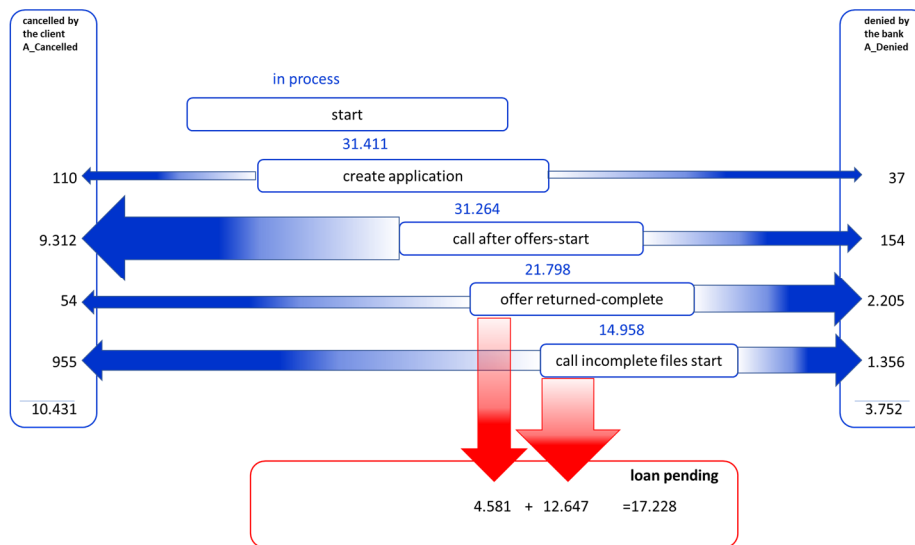 cancelled by
the client
A_Cancelled
denied by
the bank
A_Denied
in process
start
31.411
110
create application
37
31.264
9.312
call after offers-start
154
21.798
54
offer returned-complete
2.205
14.958
955
call incomplete files start
1.356
10.431
3.752
loan pending
4.581 + 12.647 =17.228